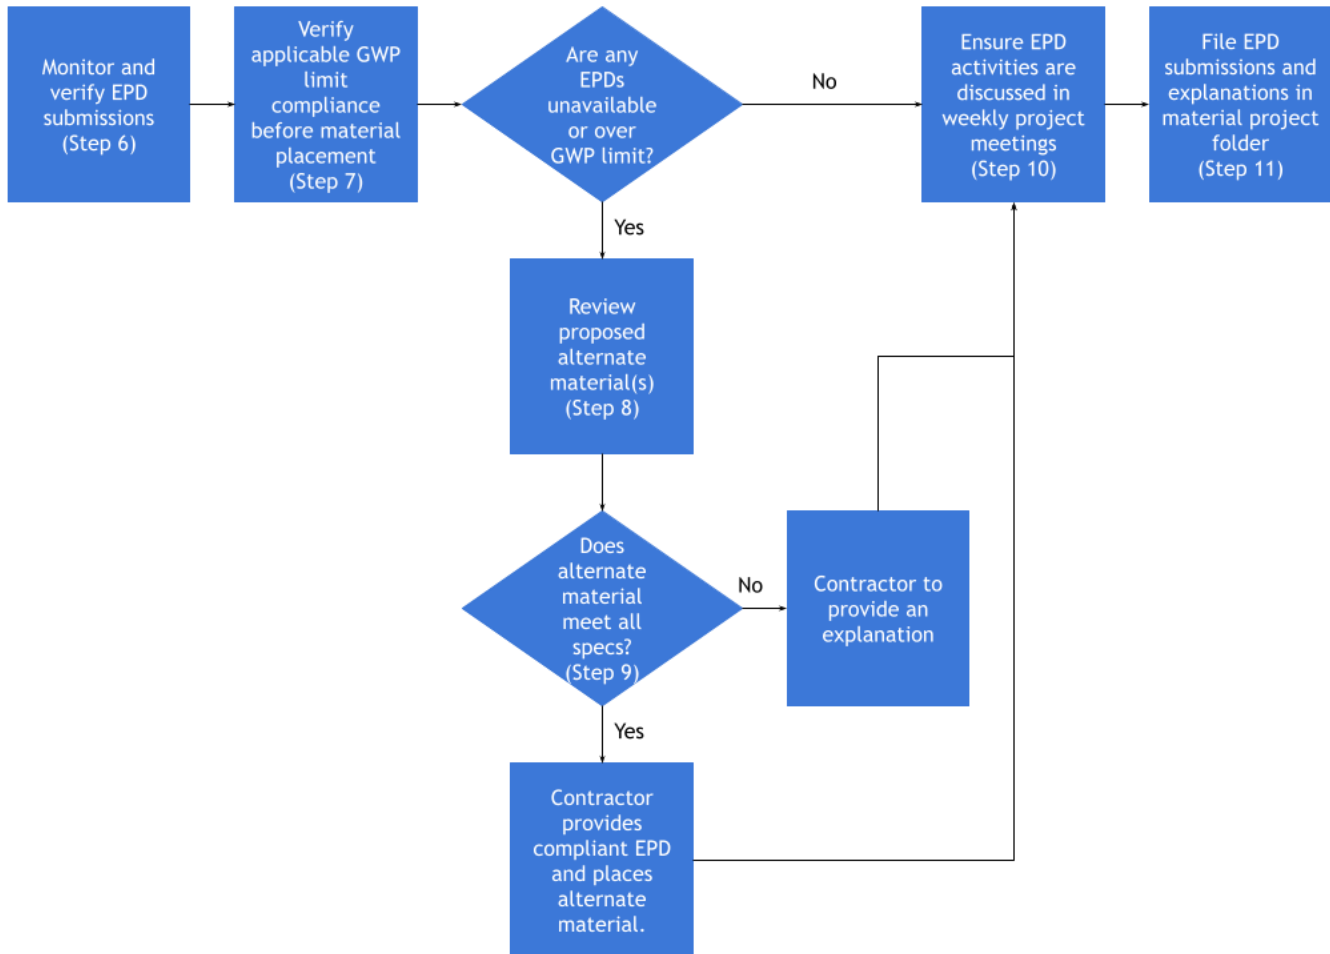 Monitor and
verify EPD
submissions
(Step 6)
Verify
applicable GWP
limit
compliance
before material
placement
(Step 7)
Are any
EPDs
unavailable
or over
GWP limit?
No
Ensure EPD
activities are
discussed in
weekly project
meetings
(Step 10)
File EPD
submissions and
explanations in
material project
folder
(Step 11)
Yes
Review
proposed
alternate
material(s)
(Step 8)
Does
alternate
material
meet all
specs?
(Step 9)
No
Contractor to
provide an
explanation
Yes
Contractor
provides
compliant EPD
and places
alternate
material.